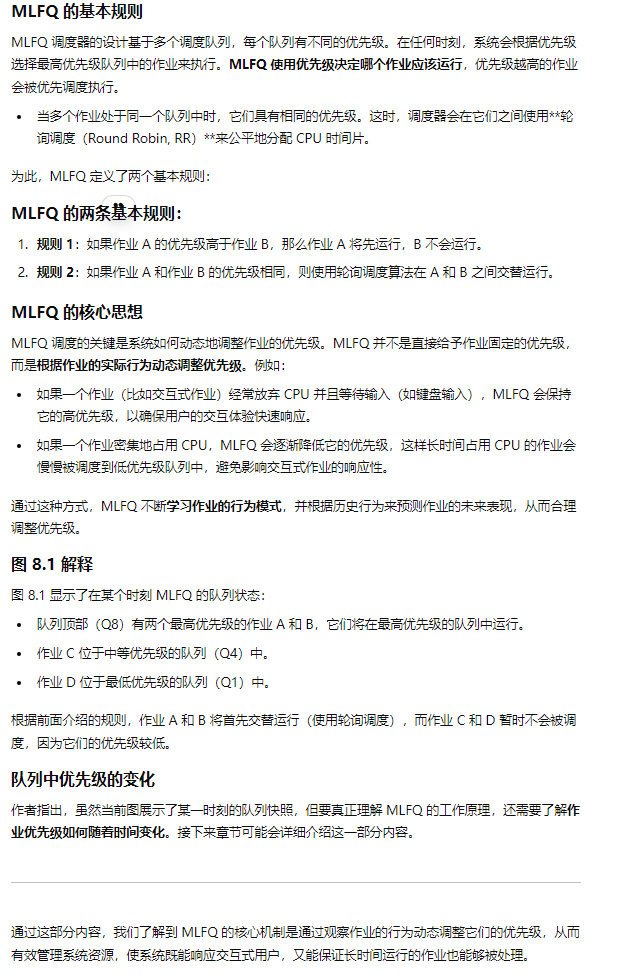 MLFQ 的基本规则
MLFQ 调度器的设计基于多个调度队列，每个队列有不同的优先级。在任何时刻，系统会根据优先级
选择最高优先级队列中的作业来执行。MLFQ 使用优先级决定哪个作业应该运行，优先级越高的作业
会被优先调度执行。
• 当多个作业处于同一个队列中时，它们具有相同的优先级。这时，调度器会在它们之间使用**轮
询调度（Round Robin, RR）**来公平地分配 CPU 时间片。
为此，MLFQ 定义了两个基本规则：
MLFQ 的两条基本规则：
1. 规则 1：如果作业 A 的优先级高于作业 B，那么作业 A 将先运行，B 不会运行。
2. 规则 2：如果作业 A 和作业 B 的优先级相同，则使用轮询调度算法在 A 和 B 之间交替运行。
MLFQ 的核心思想
MLFQ 调度的关键是系统如何动态地调整作业的优先级。MLFQ 并不是直接给予作业固定的优先级，
而是根据作业的实际行为动态调整优先级。例如：
• 如果一个作业（比如交互式作业）经常放弃 CPU 并且等待输入（如键盘输入），MLFQ 会保持
它的高优先级，以确保用户的交互体验快速响应。
• 如果一个作业密集地占用 CPU，MLFQ 会逐渐降低它的优先级，这样长时间占用 CPU 的作业会
慢慢被调度到低优先级队列中，避免影响交互式作业的响应性。
通过这种方式，MLFQ 不断学习作业的行为模式，并根据历史行为来预测作业的未来表现，从而合理
调整优先级。
图 8.1 解释
图 8.1 显示了在某个时刻 MLFQ 的队列状态：
• 队列顶部（Q8）有两个最高优先级的作业 A 和 B，它们将在最高优先级的队列中运行。
• 作业 C 位于中等优先级的队列（Q4）中。
• 作业 D 位于最低优先级的队列（Q1）中。
根据前面介绍的规则，作业 A 和 B 将首先交替运行（使用轮询调度），而作业 C 和 D 暂时不会被调
度，因为它们的优先级较低。
队列中优先级的变化
作者指出，虽然当前图展示了某一时刻的队列快照，但要真正理解 MLFQ 的工作原理，还需要了解作
业优先级如何随着时间变化。接下来章节可能会详细介绍这一部分内容。
通过这部分内容，我们了解到 MLFQ 的核心机制是通过观察作业的行为动态调整它们的优先级，从而
有效管理系统资源，使系统既能响应交互式用户，又能保证长时间运行的作业也能够被处理。